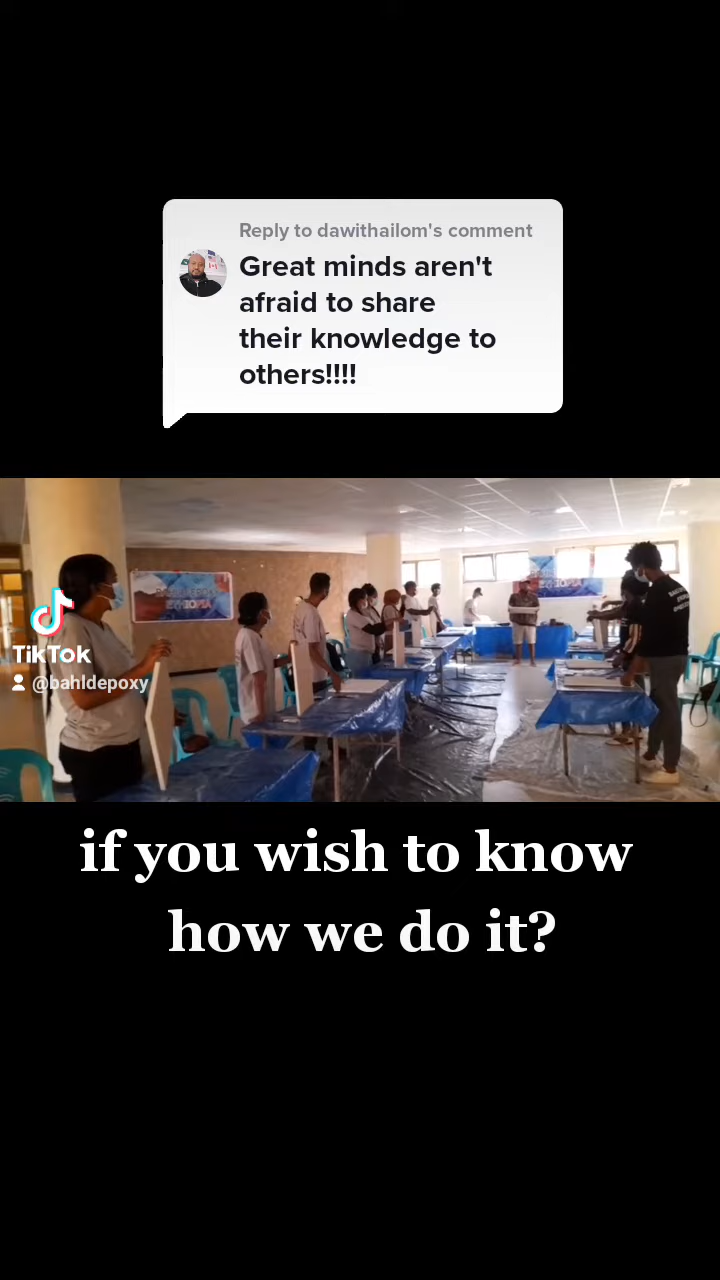 Reply to dawithailom's comment
Great minds aren't
afraid to share
their knowledge to
others!!!!
TikTok
@bahldepoxy
if you wish to know
how we do it?